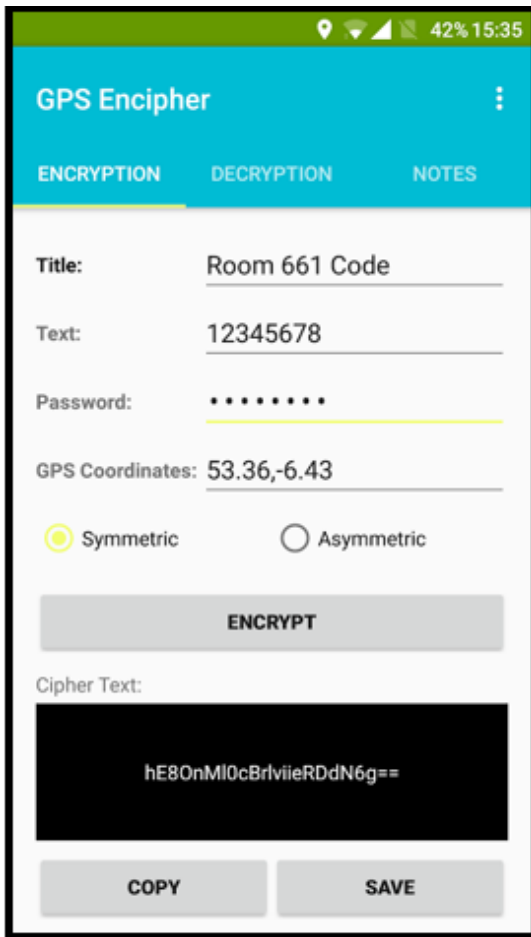 42% 15:35
GPS Encipher
ENCRYPTION DECRYPTION NOTES
Title: Room 661 Code
Text: 12345678
Password: ••••••••
GPS Coordinates: 53.36,-6.43
Symmetric Asymmetric
ENCRYPT
Cipher Text:
hE8OnMl0cBrlviieRDdN6g==
COPY SAVE